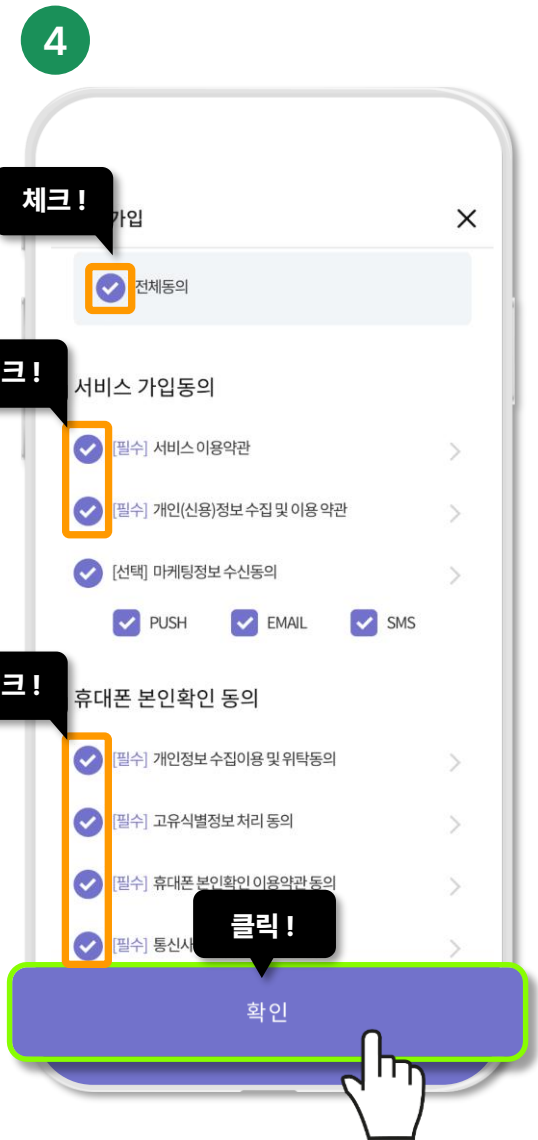 4
체크 !
가입
전체동의
크 !
서비스 가입동의
[필수] 서비스 이용약관
[필수] 개인(신용)정보 수집 및 이용 약관
[선택] 마케팅정보 수신동의
PUSH EMAIL SMS
크 !
휴대폰 본인확인 동의
[필수] 개인정보 수집이용 및 위탁동의
[필수] 고유식별정보 처리 동의
[필수] 휴대폰 본인확인 이용약관 동의
클릭 !
[필수] 통신사
확인